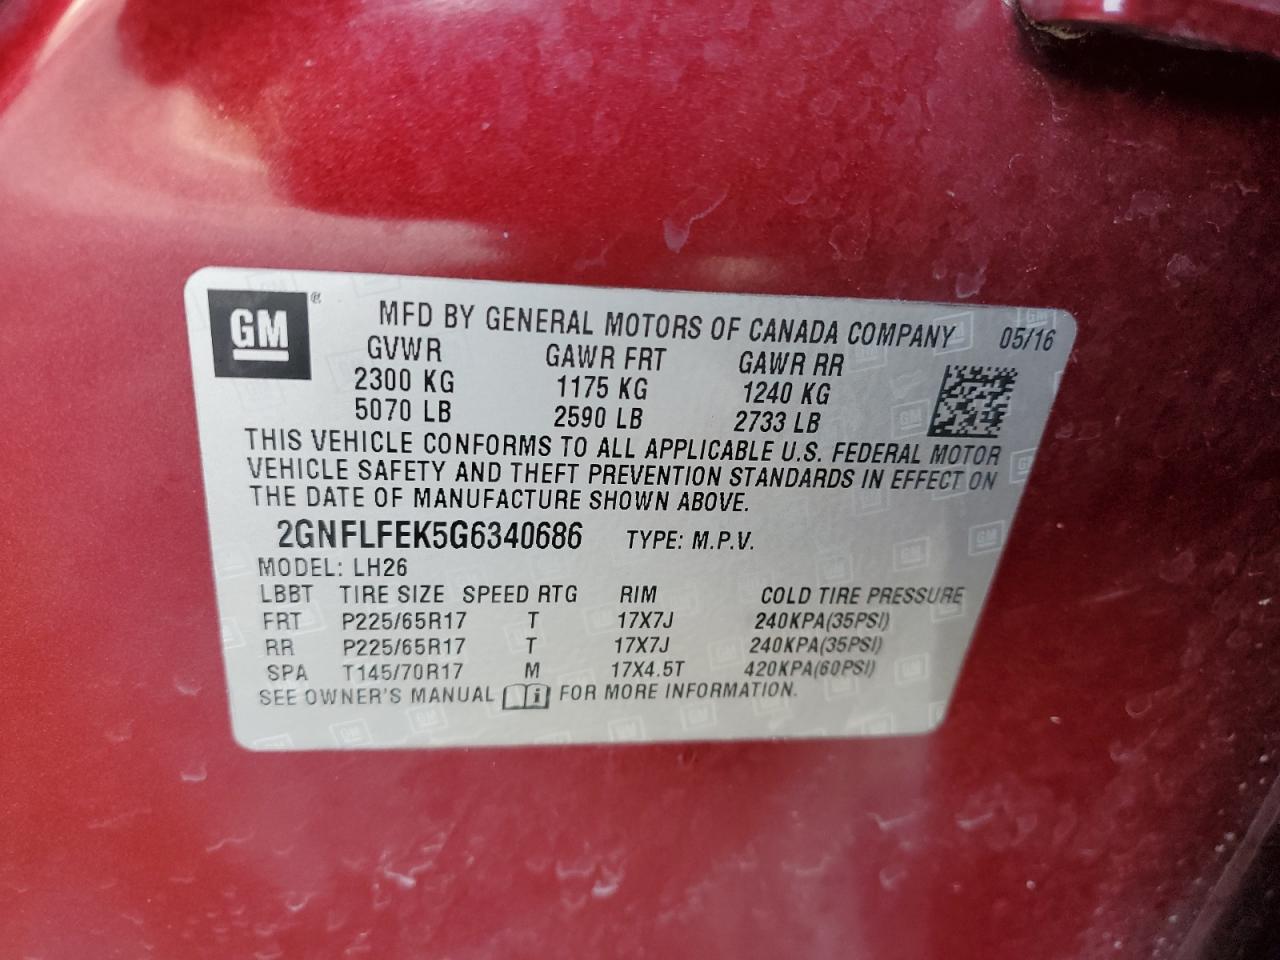 GM ® MFD BY GENERAL MOTORS OF CANADA COMPANY 05/16
GVWR GAWR FRT GAWR RR
2300 KG 1175 KG 1240 KG
5070 LB 2590 LB 2733 LB
THIS VEHICLE CONFORMS TO ALL APPLICABLE U.S. FEDERAL MOTOR
VEHICLE SAFETY AND THEFT PREVENTION STANDARDS IN EFFECT ON
THE DATE OF MANUFACTURE SHOWN ABOVE.
2GNFLFEK5G6340686 TYPE: M.P.V.
MODEL: LH26
LBBT TIRE SIZE SPEED RTG RIM COLD TIRE PRESSURE
FRT P225/65R17 T 17X7J 240KPA(35PSI)
RR P225/65R17 T 17X7J 240KPA(35PSI)
SPA T145/70R17 M 17X4.5T 420KPA(60PSI)
SEE OWNER'S MANUAL i FOR MORE INFORMATION.